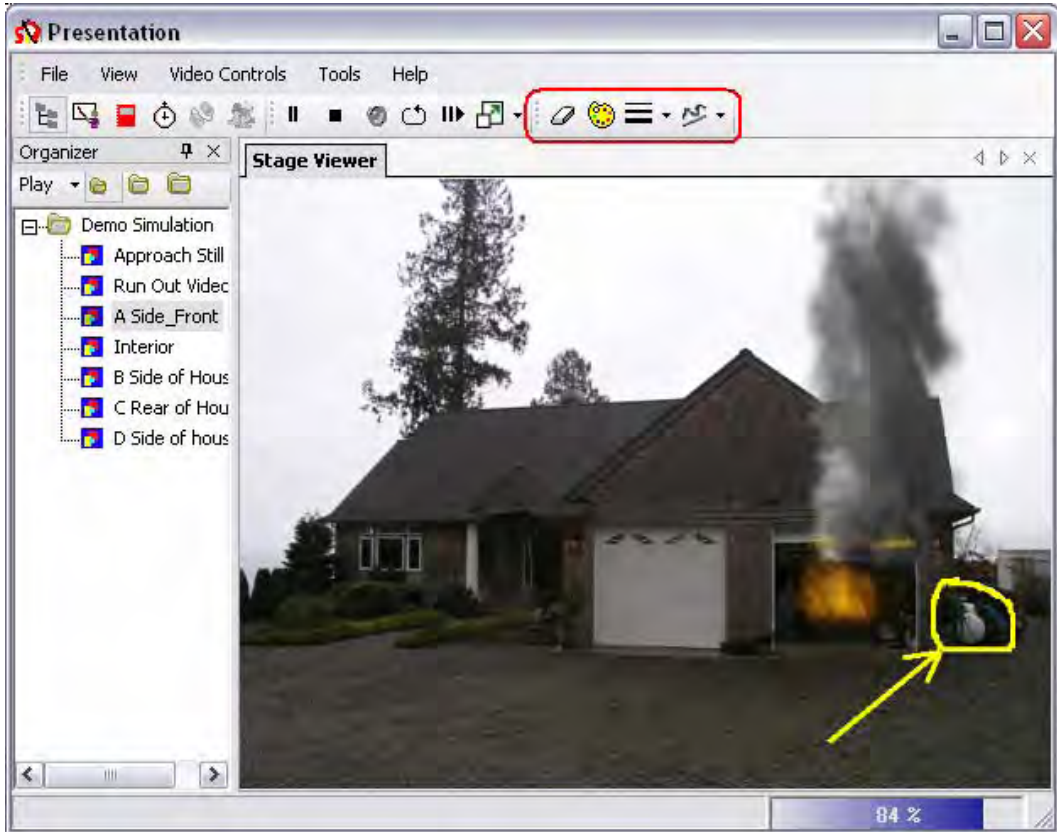 Presentation
File View Video Controls Tools Help
Organizer
Stage Viewer
Play
Demo Simulation
Approach Still
Run Out Videc
A Side_Front
Interior
B Side of Hous
C Rear of Hou
D Side of hous
84 %